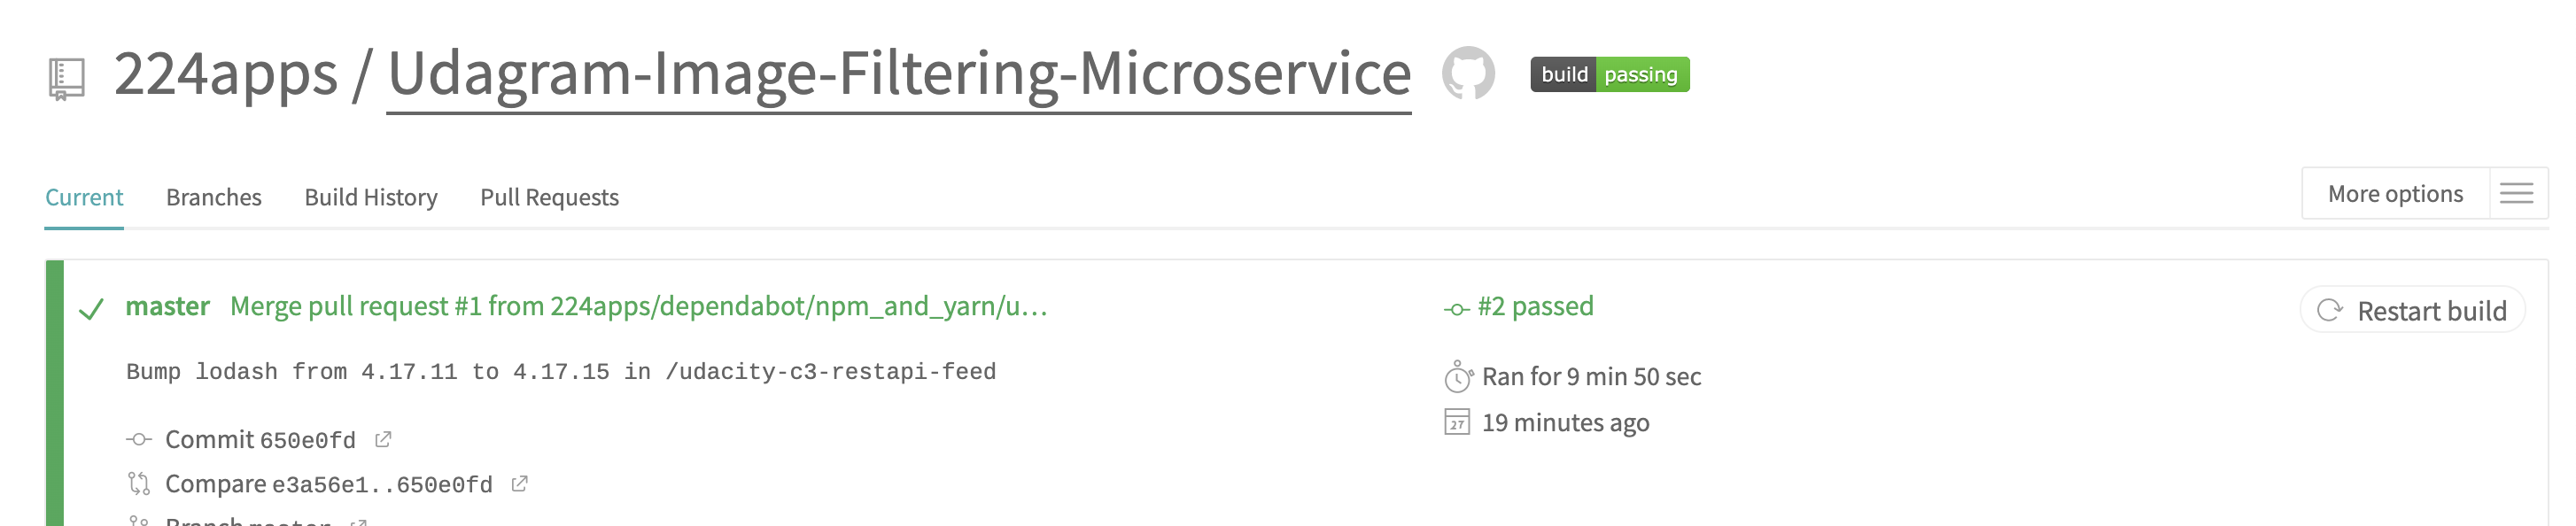 224apps / Udagram-Image-Filtering-Microservice build passing
Current Branches Build History Pull Requests More options
master Merge pull request #1 from 224apps/dependabot/npm_and_yarn/u…
#2 passed
Restart build
Bump lodash from 4.17.11 to 4.17.15 in /udacity-c3-restapi-feed
Ran for 9 min 50 sec
27 19 minutes ago
Commit 650e0fd
Compare e3a56e1..650e0fd
Branch master